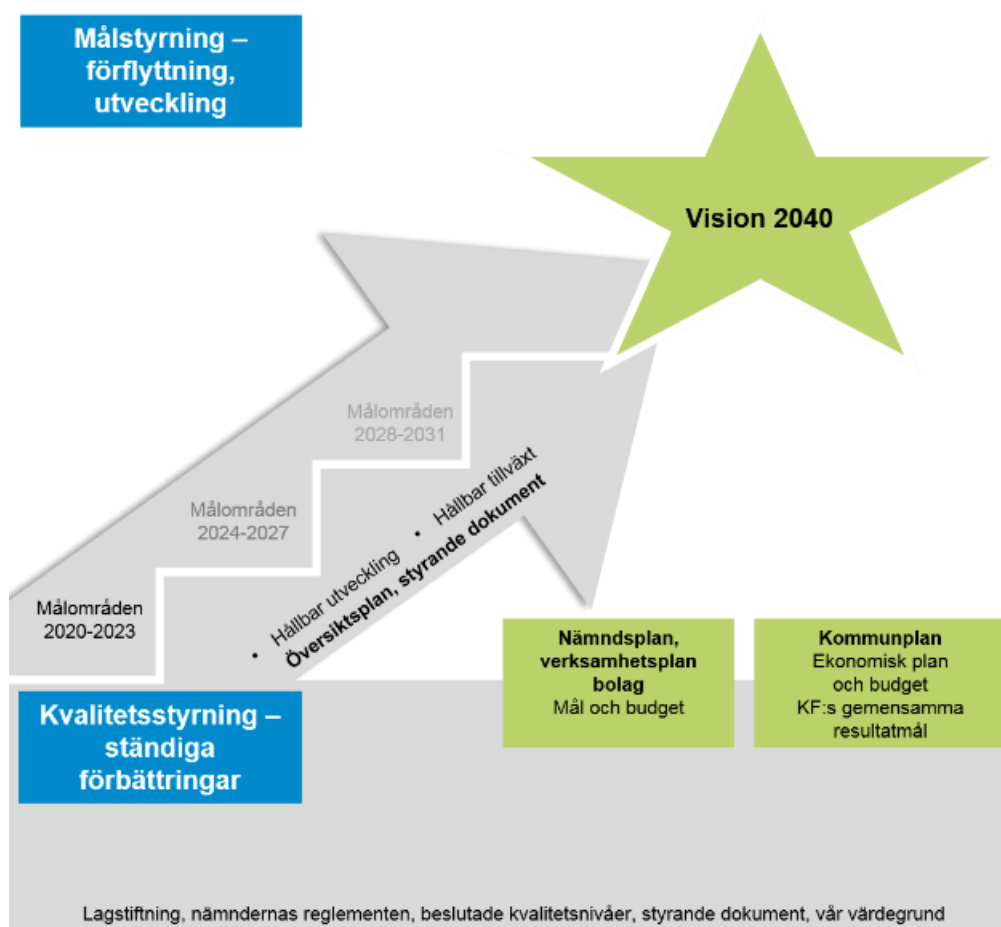 Målstyrning –
förflyttning,
utveckling
Vision 2040
Målområden
2028-2031
Målområden
2024-2027
Målområden
2020-2023
• Hållbar utveckling
• Hållbar tillväxt
Översiktsplan, styrande dokument
Nämndsplan,
verksamhetsplan
bolag
Mål och budget
Kommunplan
Ekonomisk plan
och budget
KF:s gemensamma
resultatmål
Kvalitetsstyrning –
ständiga
förbättringar
Lagstiftning, nämndernas reglementen, beslutade kvalitetsnivåer, styrande dokument, vår värdegrund